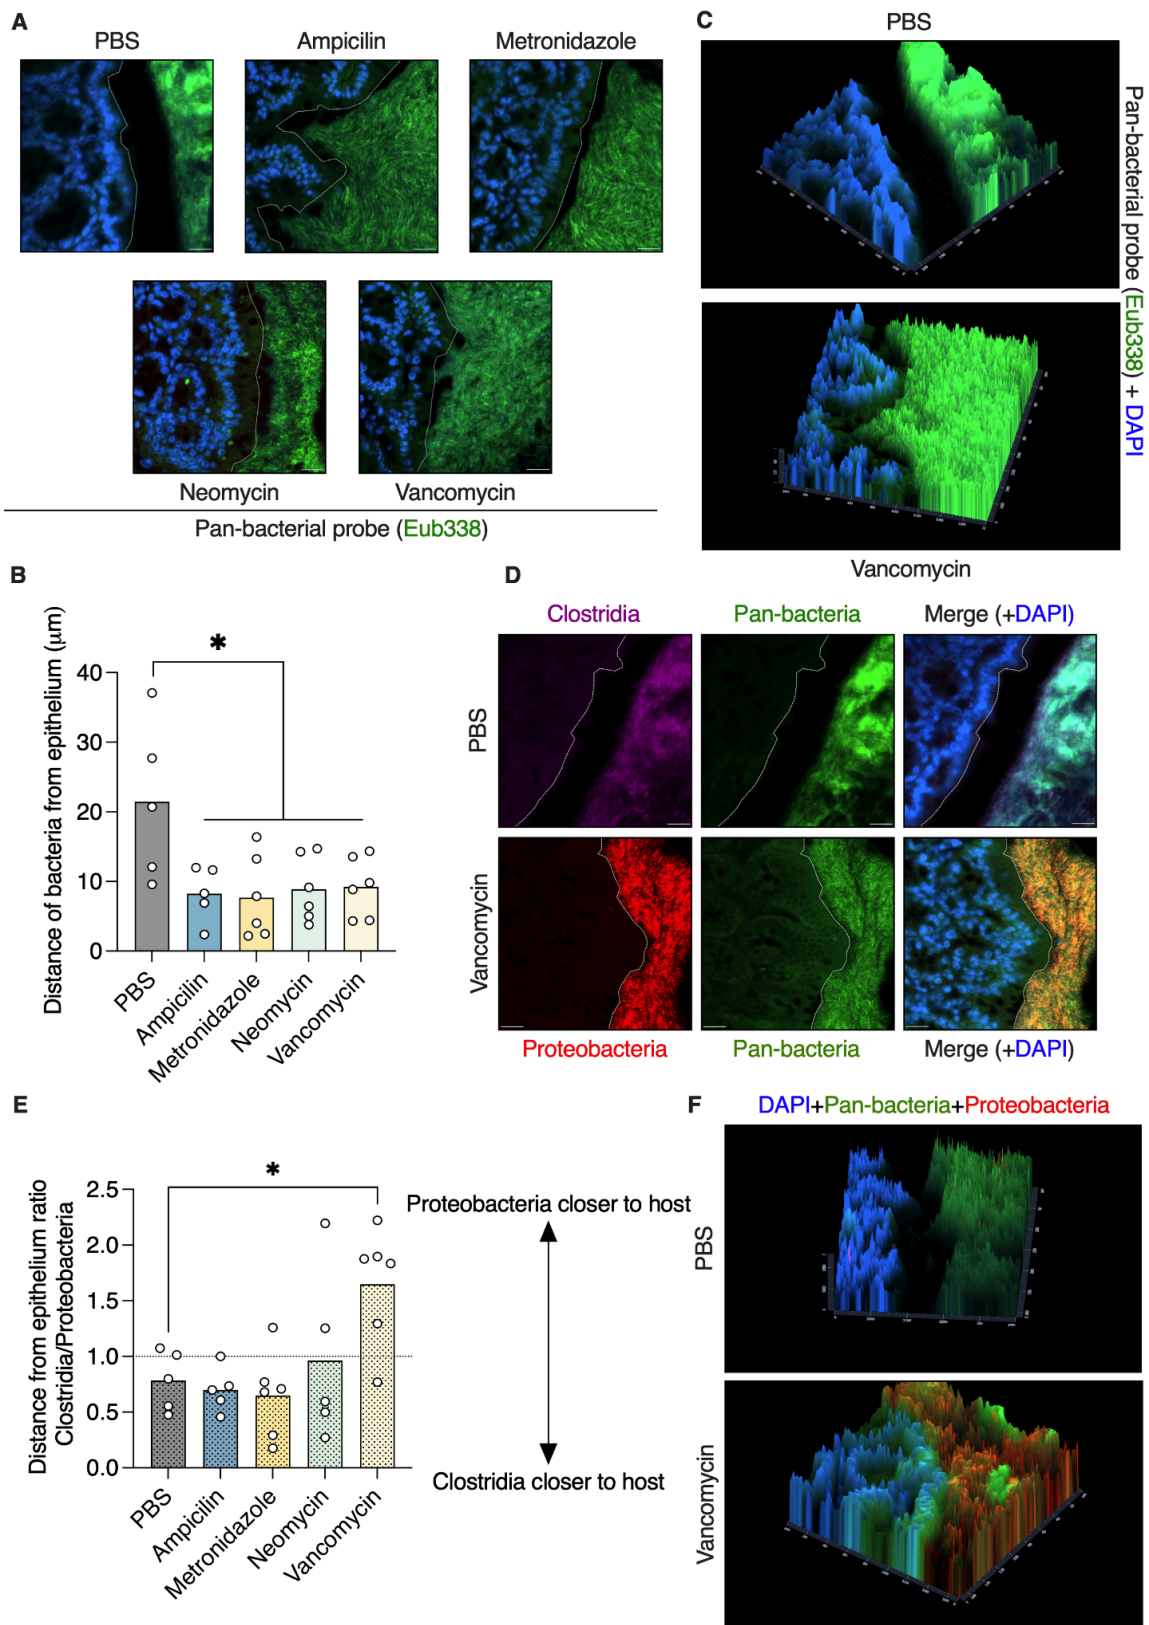 A
PBS
Ampicilin
Metronidazole
Neomycin
Vancomycin
Pan-bacterial probe (Eub338)
C
PBS
Pan-bacterial probe (Eub338) + DAPI
Vancomycin
B
Distance of bacteria from epithelium (μm)
*
40
30
20
10
0
PBS
Ampicilin
Metronidazole
Neomycin
Vancomycin
D
Clostridia
Pan-bacteria
Merge (+DAPI)
PBS
Vancomycin
Proteobacteria
Pan-bacteria
Merge (+DAPI)
E
Distance from epithelium ratio
Clostridia/Proteobacteria
*
2.5
2.0
1.5
1.0
0.5
0.0
PBS
Ampicilin
Metronidazole
Neomycin
Vancomycin
Proteobacteria closer to host
Clostridia closer to host
F
DAPI+Pan-bacteria+Proteobacteria
PBS
Vancomycin